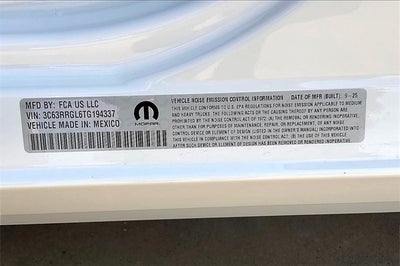 MFD BY: FCA US LLC
VIN: 3C63RRGL6TG194337
VEHICLE MADE IN: MEXICO
MOPAR
VEHICLE NOISE EMISSION CONTROL INFORMATION DATE OF MFR (BUILT): 9-25
THIS VEHICLE CONFORMS TO U.S. EPA REGULATIONS FOR NOISE EMISSION APPLICABLE TO MEDIUM
AND HEAVY TRUCKS. THE FOLLOWING ACTS OR THE CAUSING THEREOF BY ANY PERSON ARE
PROHIBITED BY THE NOISE CONTROL ACT OF 1972: (A) THE REMOVAL OR RENDERING INOPERATIVE,
OTHER THAN FOR PURPOSES OF MAINTENANCE, REPAIR, OR REPLACEMENT, OF ANY NOISE
CONTROL DEVICE OR ELEMENT OF DESIGN (LISTED IN THE OWNER'S MANUAL) INCORPORATED INTO
THIS VEHICLE IN COMPLIANCE WITH THE NOISE CONTROL ACT; (B) THE USE OF THIS VEHICLE AFTER
SUCH DEVICE OR ELEMENT OF DESIGN HAS BEEN REMOVED OR RENDERED INOPERATIVE.